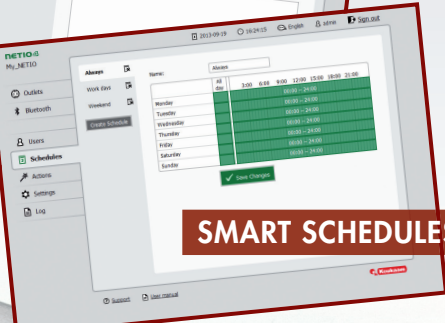 NETIO4
My_NETIO
2013-09-19 16:24:15 English admin Sign out
Outlets
Bluetooth
Users
Schedules
Actions
Settings
Log
Always
Work days
Weekend
Create Schedule
Name: Always
All day 3:00 6:00 9:00 12:00 15:00 18:00 21:00
Monday 00:00 – 24:00
Tuesday 00:00 – 24:00
Wednesday 00:00 – 24:00
Thursday 00:00 – 24:00
Friday 00:00 – 24:00
Saturday 00:00 – 24:00
Sunday 00:00 – 24:00
Save Changes
SMART SCHEDULES
Koukaam
Support User manual